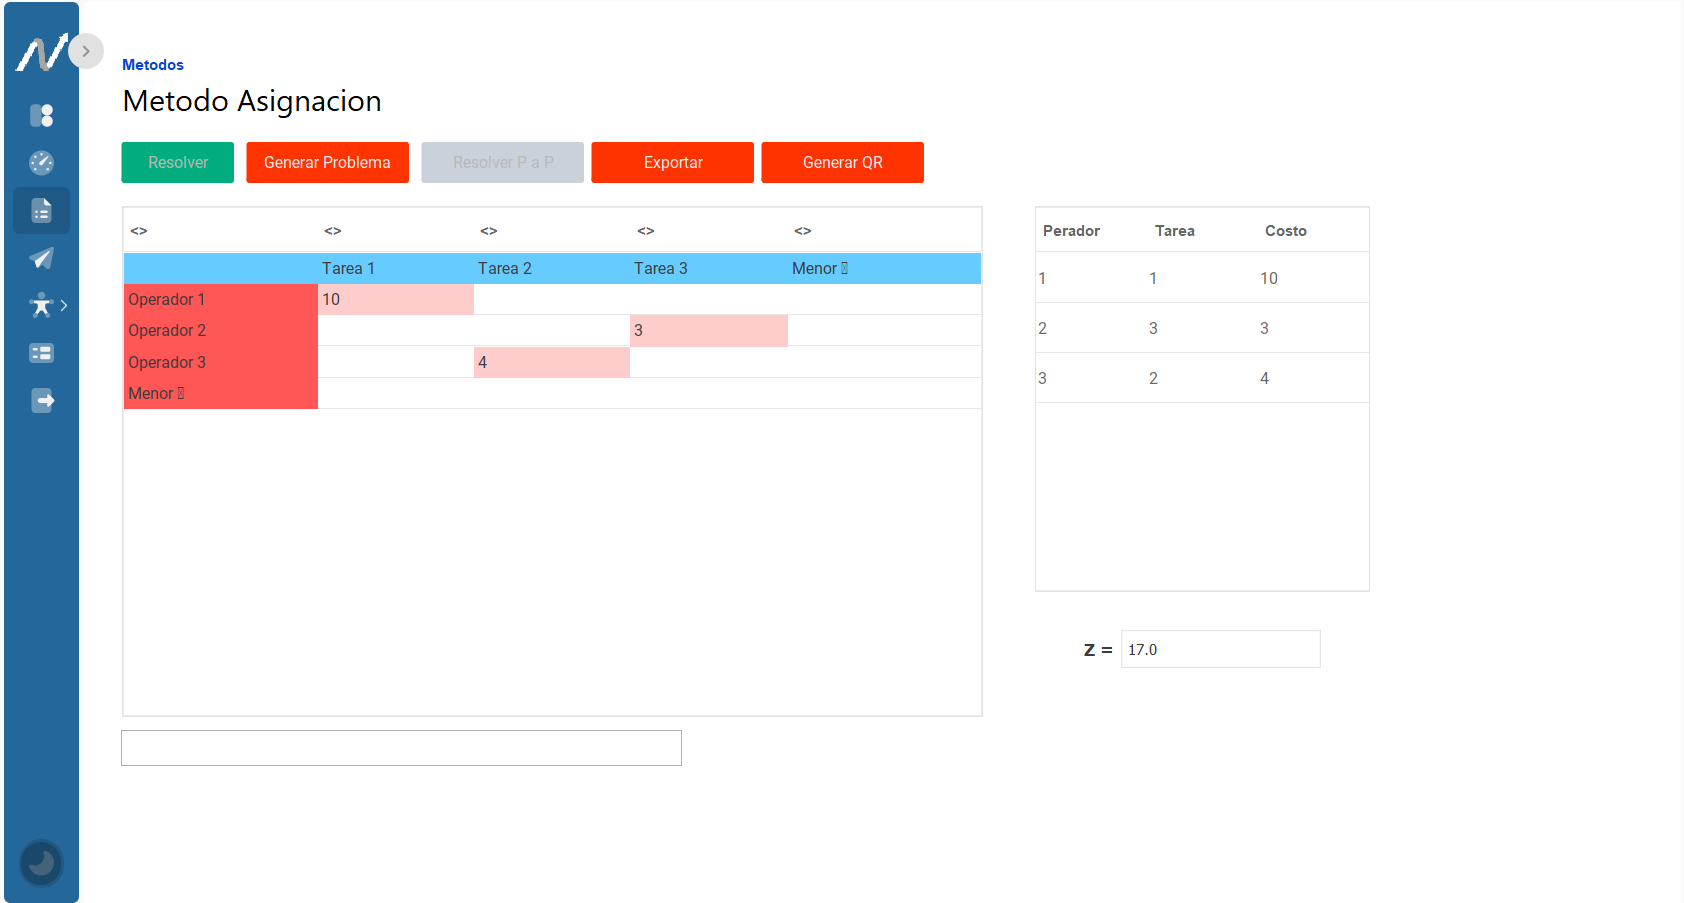 Metodos
Metodo Asignacion
Resolver Generar Problema Resolver P a P Exportar Generar QR
<> <> <> <> <>
Tarea 1 Tarea 2 Tarea 3 Menor
Operador 1 10
Operador 2 3
Operador 3 4
Menor
Perador Tarea Costo
1 1 10
2 3 3
3 2 4
Z = 17.0